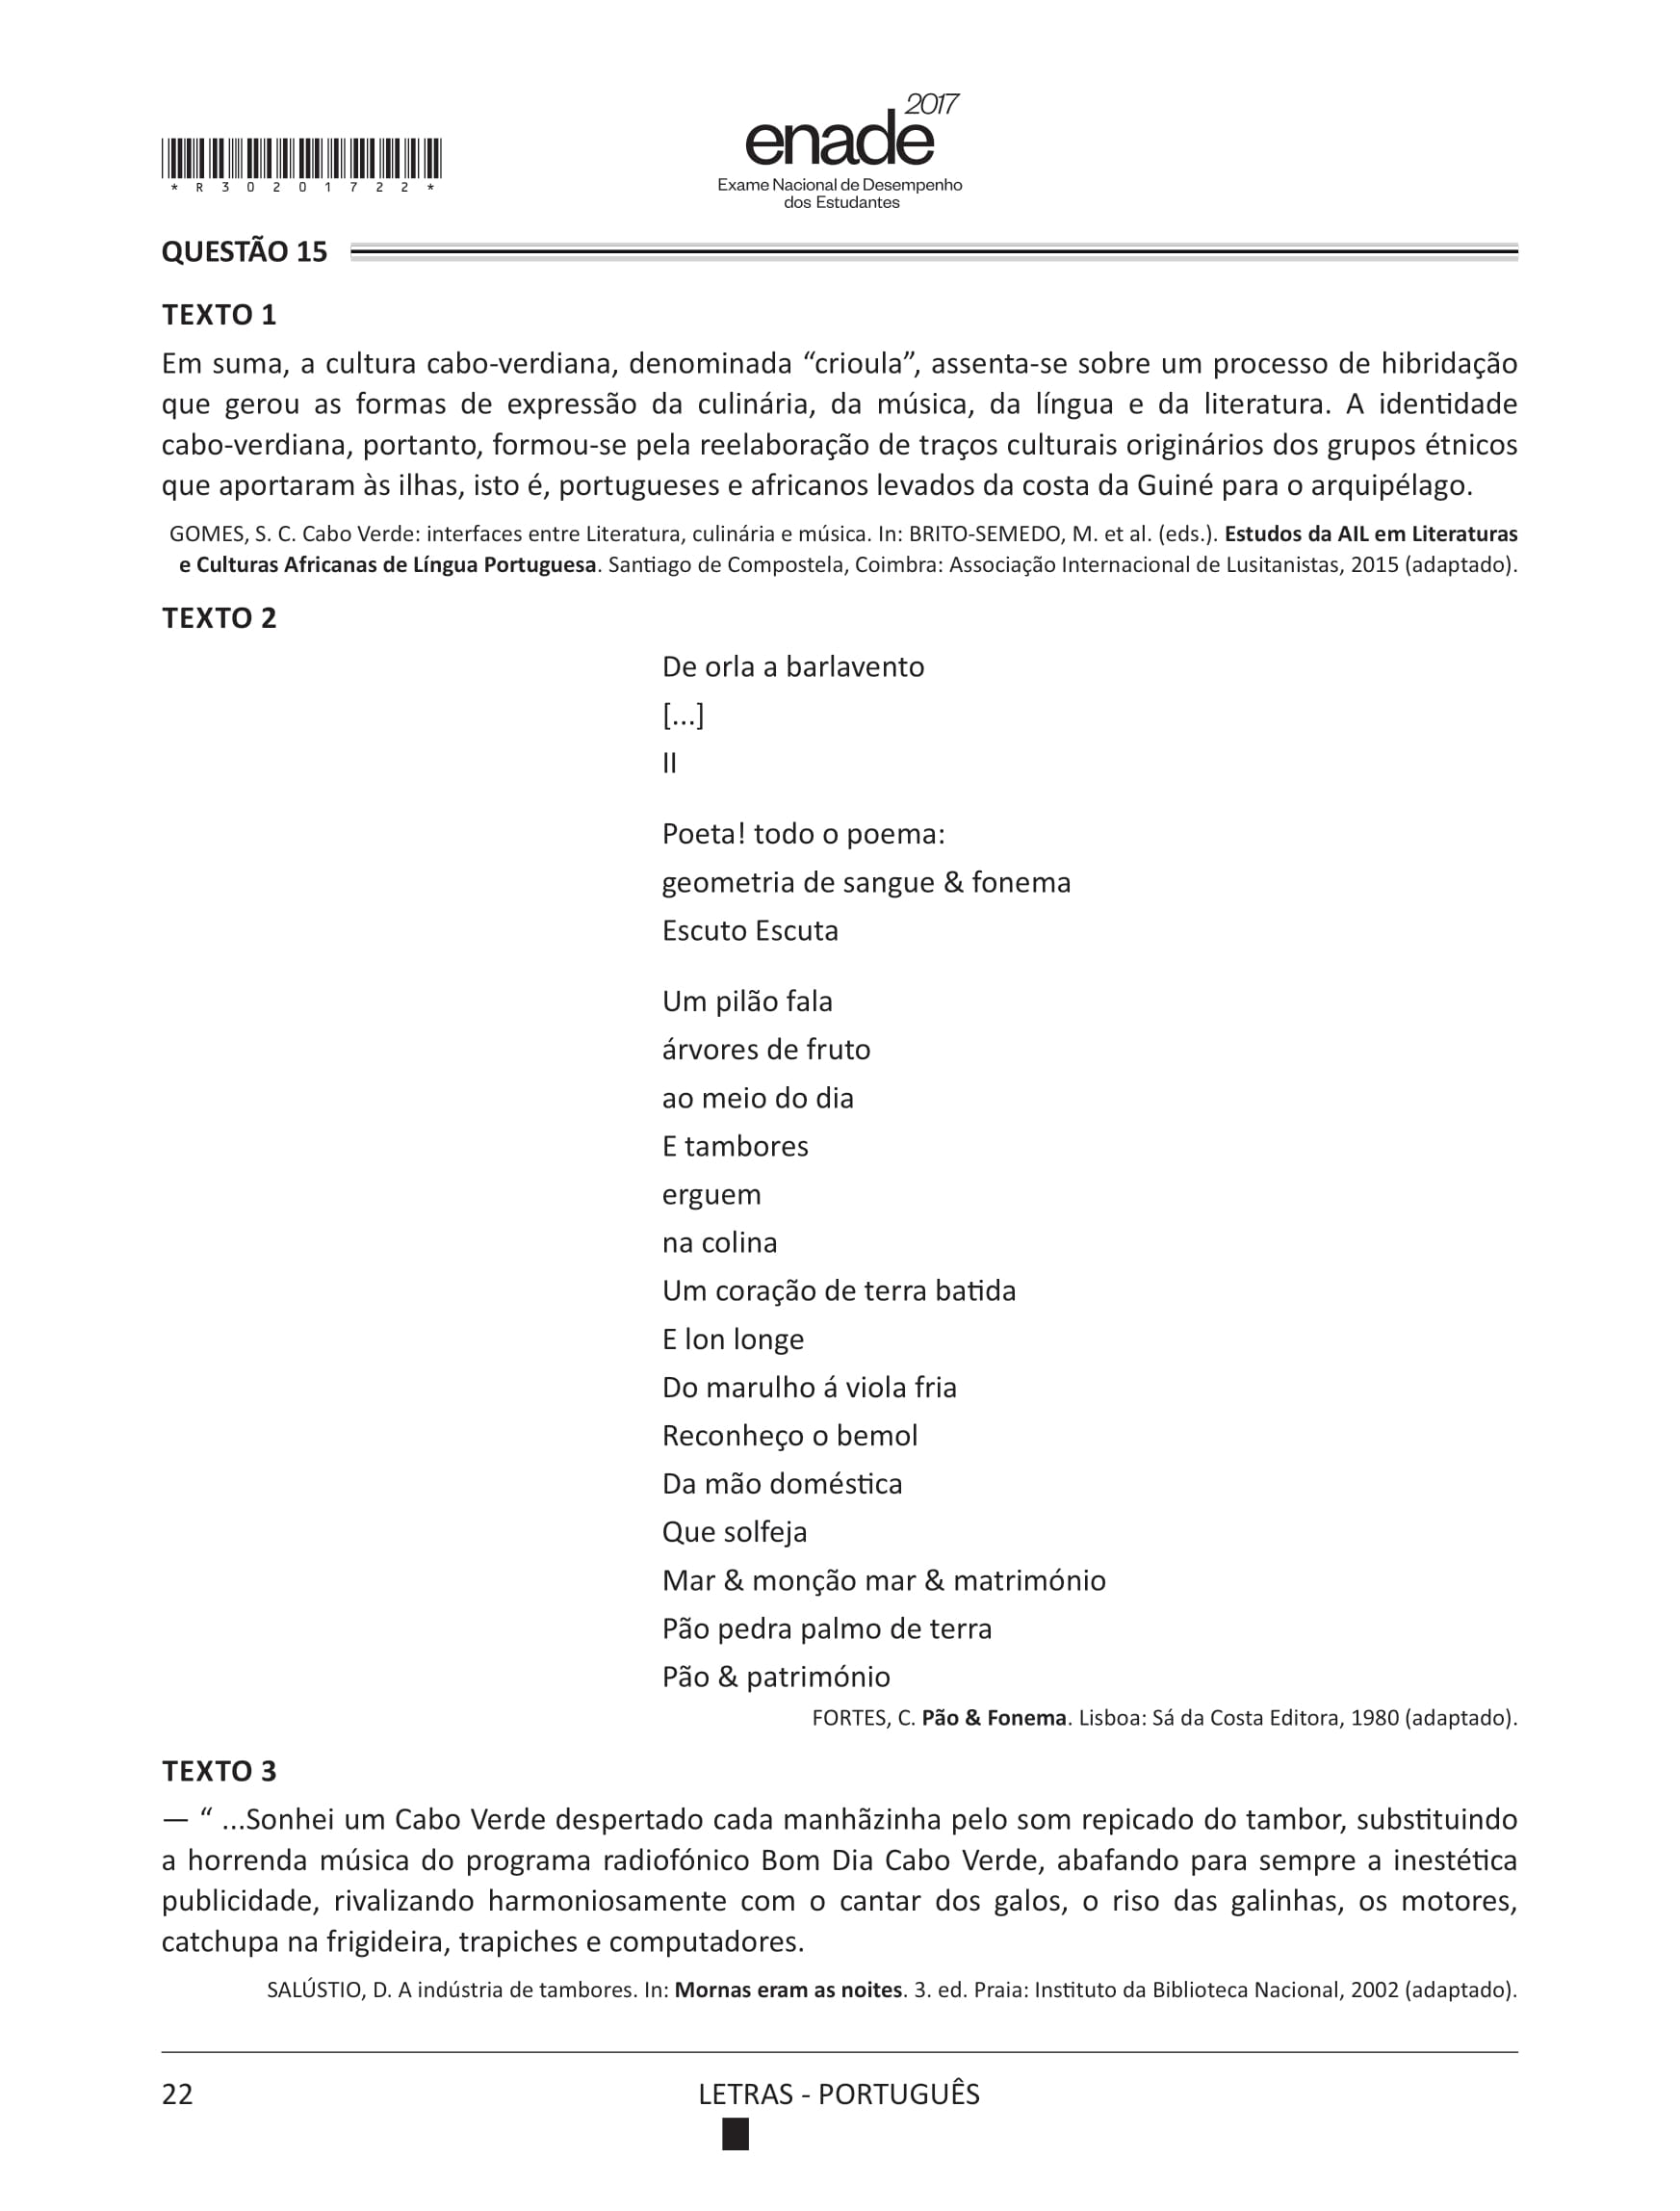 2017
enade
Exame Nacional de Desempenho
dos Estudantes
* R 3 0 2 0 1 7 2 2 *
QUESTÃO 15
TEXTO 1
Em suma, a cultura cabo-verdiana, denominada “crioula”, assenta-se sobre um processo de hibridação
que gerou as formas de expressão da culinária, da música, da língua e da literatura. A identidade
cabo-verdiana, portanto, formou-se pela reelaboração de traços culturais originários dos grupos étnicos
que aportaram às ilhas, isto é, portugueses e africanos levados da costa da Guiné para o arquipélago.
GOMES, S. C. Cabo Verde: interfaces entre Literatura, culinária e música. In: BRITO-SEMEDO, M. et al. (eds.). Estudos da AIL em Literaturas
e Culturas Africanas de Língua Portuguesa. Santiago de Compostela, Coimbra: Associação Internacional de Lusitanistas, 2015 (adaptado).
TEXTO 2
De orla a barlavento
[...]
II
Poeta! todo o poema:
geometria de sangue & fonema
Escuto Escuta
Um pilão fala
árvores de fruto
ao meio do dia
E tambores
erguem
na colina
Um coração de terra batida
E lon longe
Do marulho á viola fria
Reconheço o bemol
Da mão doméstica
Que solfeja
Mar & monção mar & matrimónio
Pão pedra palmo de terra
Pão & património
FORTES, C. Pão & Fonema. Lisboa: Sá da Costa Editora, 1980 (adaptado).
TEXTO 3
— “ ...Sonhei um Cabo Verde despertado cada manhãzinha pelo som repicado do tambor, substituindo
a horrenda música do programa radiofónico Bom Dia Cabo Verde, abafando para sempre a inestética
publicidade, rivalizando harmoniosamente com o cantar dos galos, o riso das galinhas, os motores,
catchupa na frigideira, trapiches e computadores.
SALÚSTIO, D. A indústria de tambores. In: Mornas eram as noites. 3. ed. Praia: Instituto da Biblioteca Nacional, 2002 (adaptado).
22
LETRAS - PORTUGUÊS